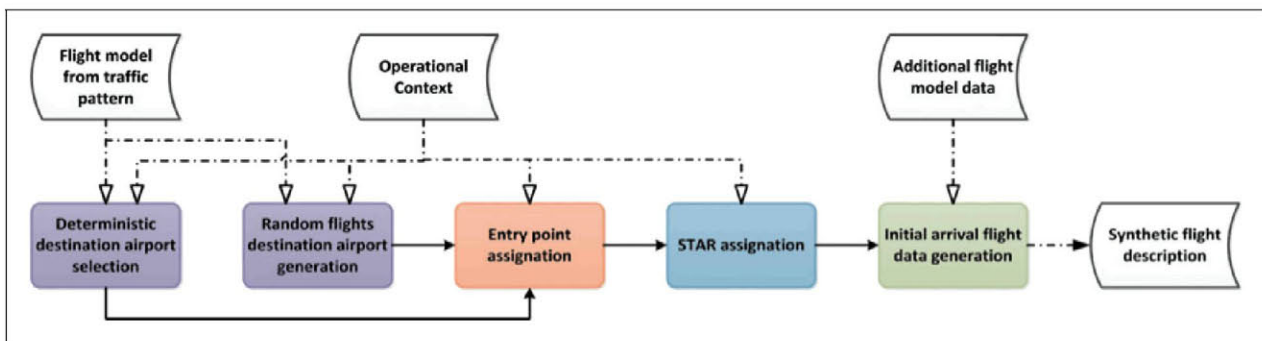 Flight model
from traffic
pattern
Operational
Context
Additional flight
model data
Deterministic
destination airport
selection
Random flights
destination airport
generation
Entry point
assignation
STAR assignation
Initial arrival flight
data generation
Synthetic flight
description